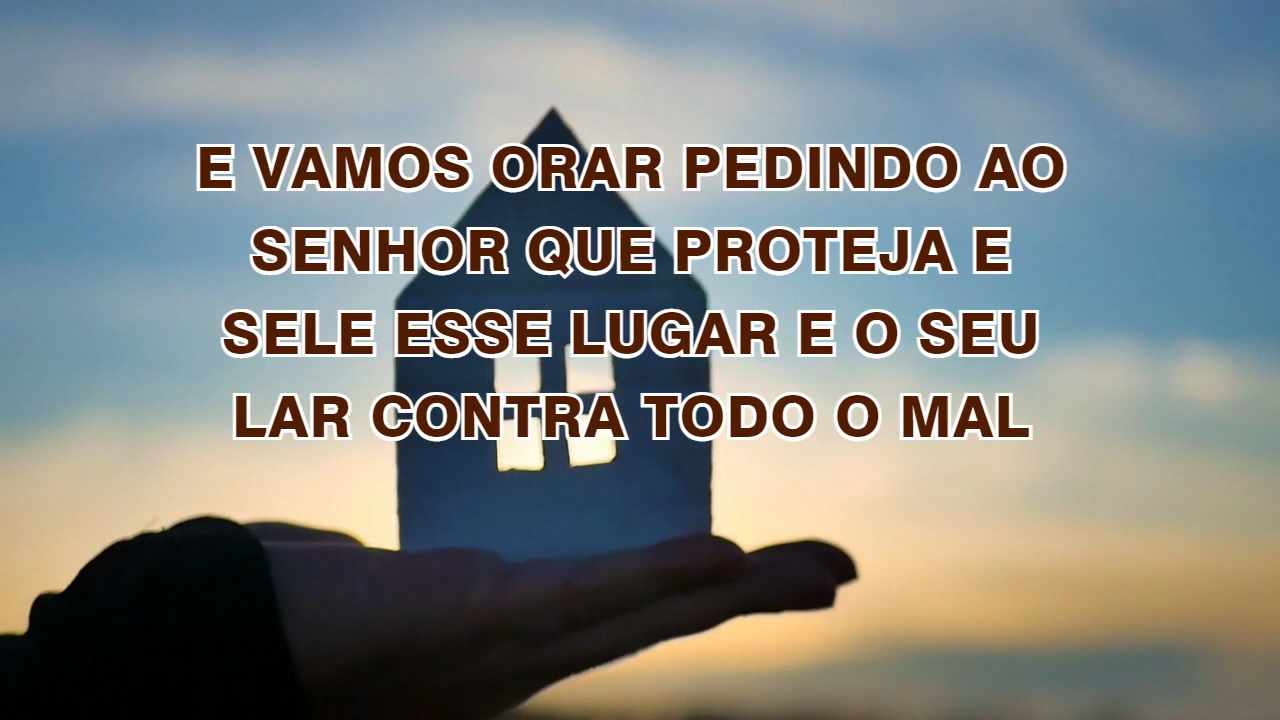 E VAMOS ORAR PEDINDO AO
SENHOR QUE PROTEJA E
SELE ESSE LUGAR E O SEU
LAR CONTRA TODO O MAL